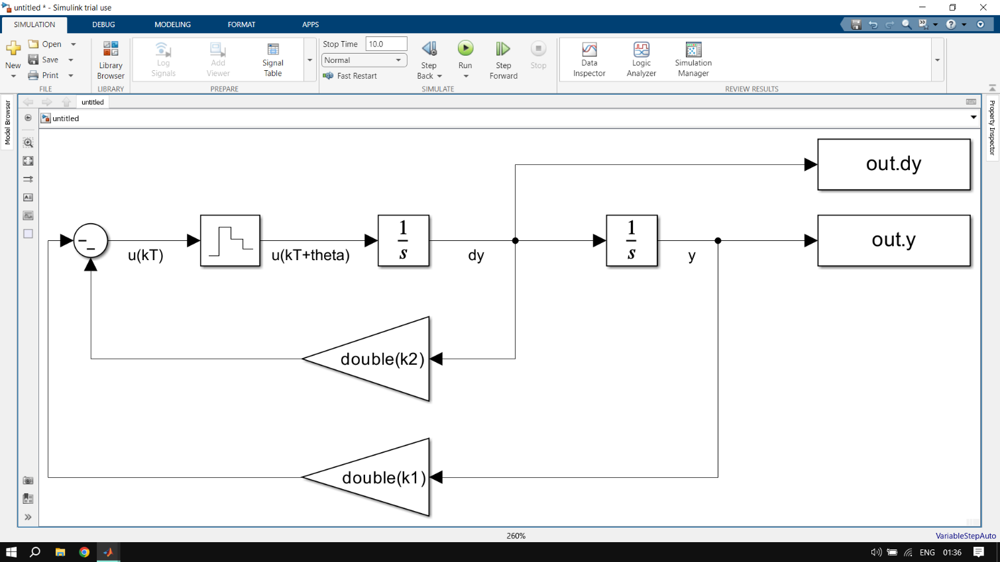 untitled * - Simulink trial use
SIMULATION DEBUG MODELING FORMAT APPS
New
Open
Save
Print
FILE
Library
Browser
LIBRARY
Log
Signals
Add
Viewer
Signal
Table
PREPARE
Stop Time 10.0
Normal
Fast Restart
Step
Back
Run
Step
Forward
Stop
SIMULATE
Data
Inspector
Logic
Analyzer
Simulation
Manager
REVIEW RESULTS
Model Browser
Property Inspector
untitled
untitled
out.dy
u(kT)
u(kT+theta)
1
s
dy
1
s
y
out.y
double(k2)
double(k1)
260%
VariableStepAuto
ENG 01:36